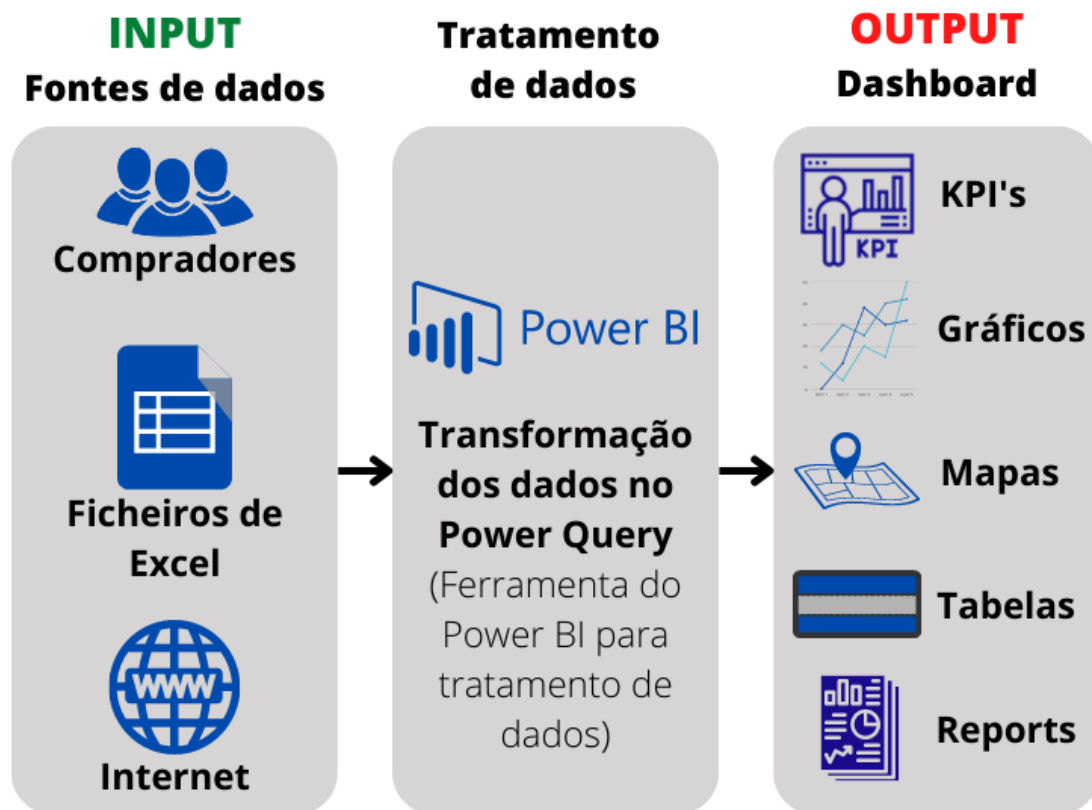 INPUT
Fontes de dados
Compradores
Ficheiros de
Excel
WWW
Internet
Tratamento
de dados
Power BI
Transformação
dos dados no
Power Query
(Ferramenta do
Power BI para
tratamento de
dados)
OUTPUT
Dashboard
KPI
KPI's
Gráficos
Mapas
Tabelas
Reports